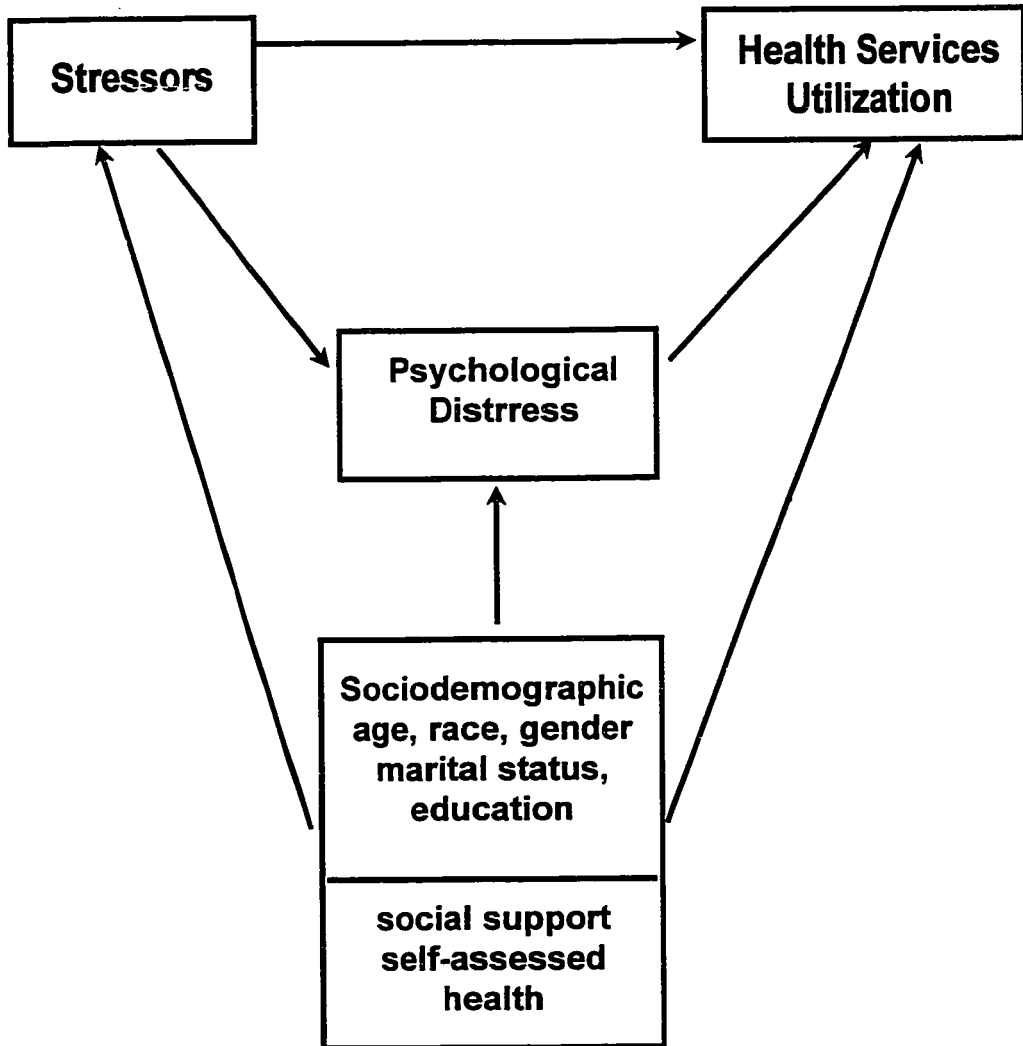 Stressors
Health Services
Utilization
Psychological
Distrress
Sociodemographic
age, race, gender
marital status,
education
social support
self-assessed
health